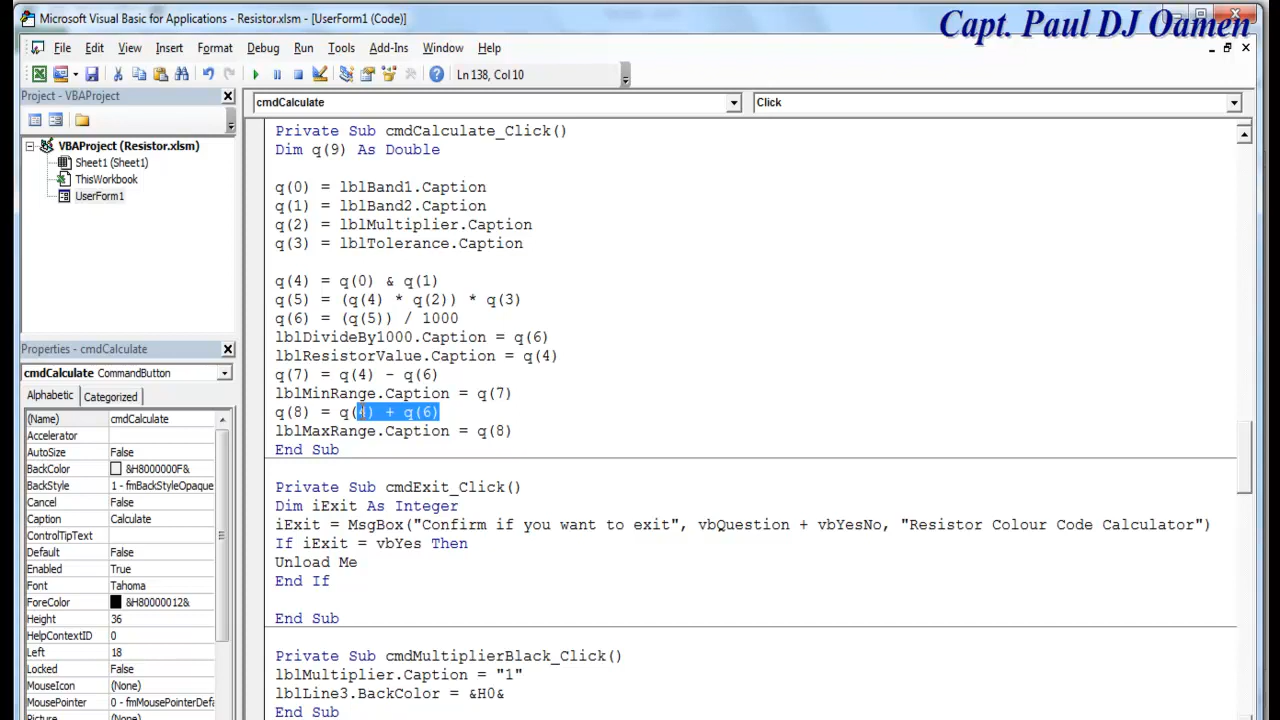 Microsoft Visual Basic for Applications - Resistor.xlsm - [UserForm1 (Code)]
Capt. Paul DJ Oamen
File Edit View Insert Format Debug Run Tools Add-Ins Window Help
Ln 138, Col 10
Project - VBAProject
cmdCalculate
Click
VBAProject (Resistor.xlsm)
Sheet1 (Sheet1)
ThisWorkbook
UserForm1
Properties - cmdCalculate
cmdCalculate CommandButton
Alphabetic Categorized
(Name) cmdCalculate
Accelerator
AutoSize False
BackColor &H8000000F&
BackStyle 1 - fmBackStyleOpaque
Cancel False
Caption Calculate
ControlTipText
Default False
Enabled True
Font Tahoma
ForeColor &H80000012&
Height 36
HelpContextID 0
Left 18
Locked False
MouseIcon (None)
MousePointer 0 - fmMousePointerDefa
Picture (None)
Private Sub cmdCalculate_Click()
Dim q(9) As Double
q(0) = lblBand1.Caption
q(1) = lblBand2.Caption
q(2) = lblMultiplier.Caption
q(3) = lblTolerance.Caption
q(4) = q(0) & q(1)
q(5) = (q(4) * q(2)) * q(3)
q(6) = (q(5)) / 1000
lblDivideBy1000.Caption = q(6)
lblResistorValue.Caption = q(4)
q(7) = q(4) - q(6)
lblMinRange.Caption = q(7)
q(8) = q(4) + q(6)
lblMaxRange.Caption = q(8)
End Sub
Private Sub cmdExit_Click()
Dim iExit As Integer
iExit = MsgBox("Confirm if you want to exit", vbQuestion + vbYesNo, "Resistor Colour Code Calculator")
If iExit = vbYes Then
Unload Me
End If
End Sub
Private Sub cmdMultiplierBlack_Click()
lblMultiplier.Caption = "1"
lblLine3.BackColor = &H0&
End Sub